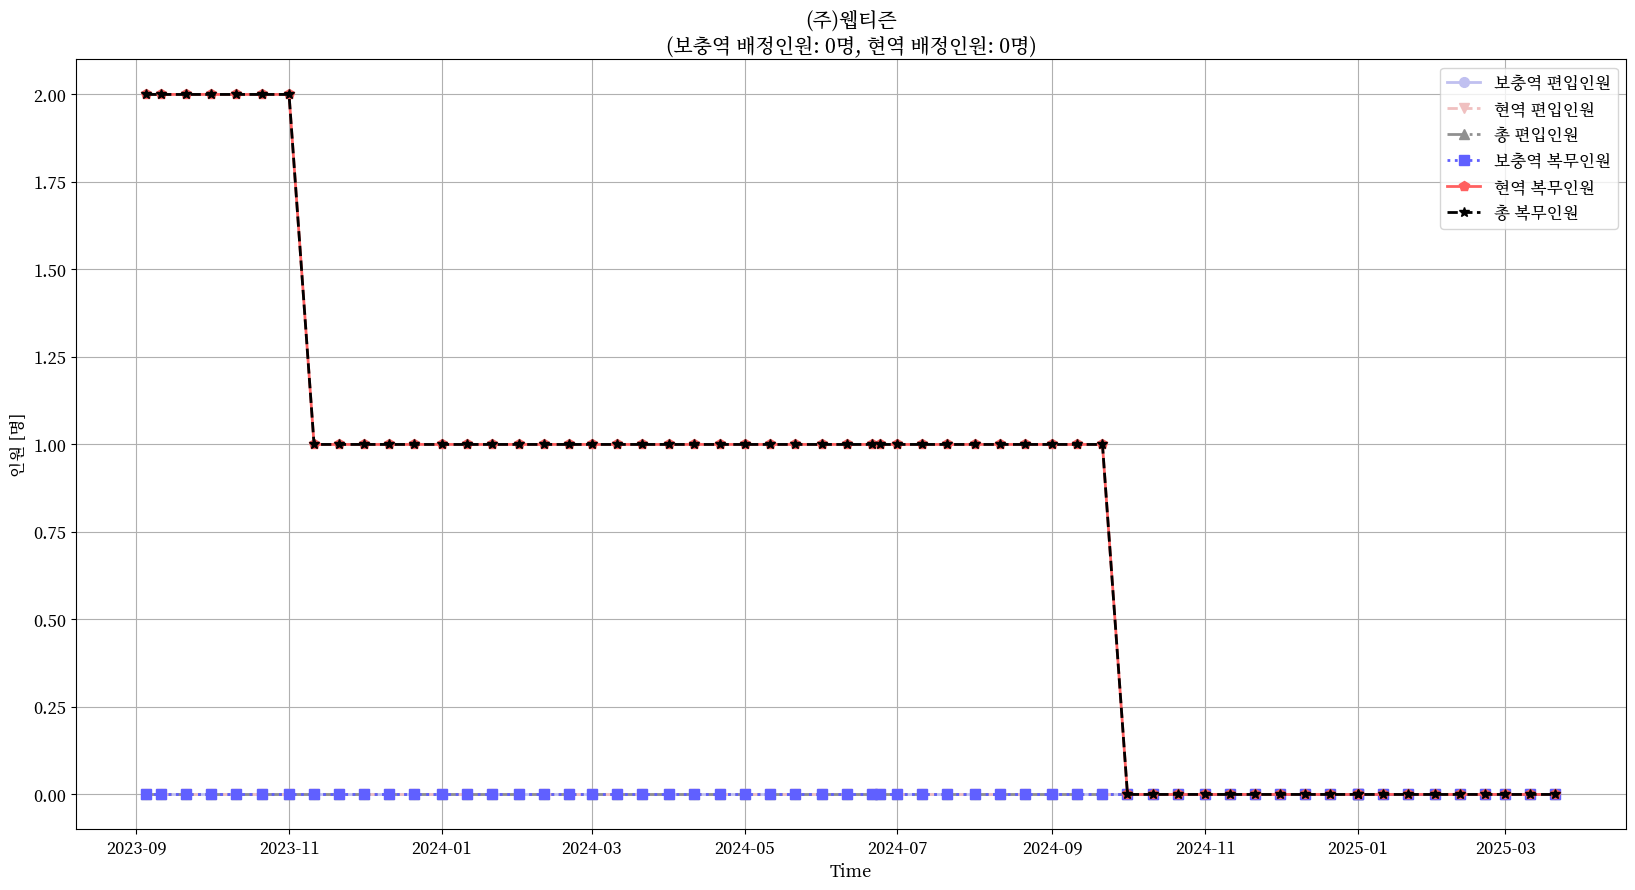 (주)웹티즌
(보충역 배정인원: 0명, 현역 배정인원: 0명)
보충역 편입인원
현역 편입인원
총 편입인원
보충역 복무인원
현역 복무인원
총 복무인원
2.00
1.75
1.50
1.25
1.00
0.75
0.50
0.25
0.00
인원 [명]
2023-09 2023-11 2024-01 2024-03 2024-05 2024-07 2024-09 2024-11 2025-01 2025-03
Time